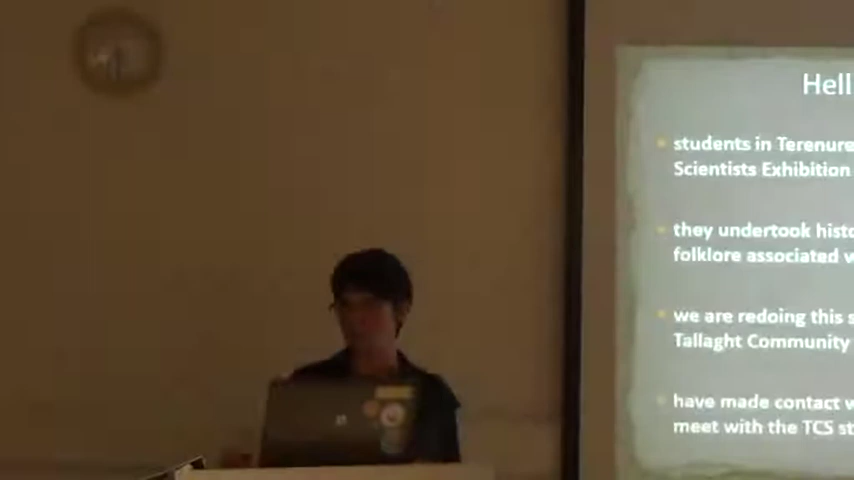 Hell
students in Terenure
Scientists Exhibition
they undertook histo
folklore associated w
we are redoing this s
Tallaght Community
have made contact w
meet with the TCS st